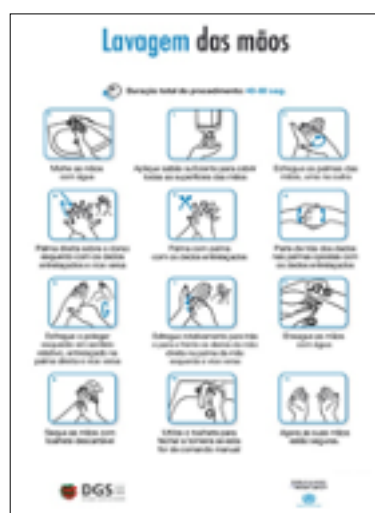 Lavagem das mãos
Duração total do procedimento: 40-60 seg.
Molhe as mãos
com água
Aplique sabão suficiente para cobrir
todas as superfícies das mãos
Esfregue as palmas das
mãos, uma na outra
Palma direita sobre o dorso
esquerdo com os dedos
entrelaçados e vice versa
Palma com palma
com os dedos entrelaçados
Parte de trás dos dedos
nas palmas opostas com
os dedos entrelaçados
Esfregue o polegar
esquerdo em sentido
rotativo, entrelaçado na
palma direita e vice versa
Esfregue rotativamente para trás
e para a frente os dedos da mão
direita na palma da mão
esquerda e vice versa
Enxague as mãos
com água
Seque as mãos com
toalhete descartável
Utilize o toalhete para
fechar a torneira se esta
for de comando manual
Agora as suas mãos
estão seguras.
DGS